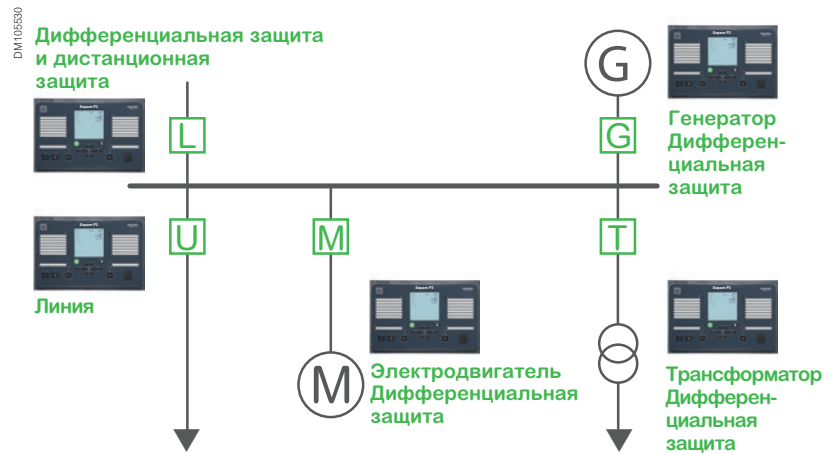 DM105530
Дифференциальная защита
и дистанционная
защита
L
U
Линия
M
M
Электродвигатель
Дифференциальная
защита
G
G
Генератор
Дифферен-
циальная
защита
T
Трансформатор
Дифферен-
циальная
защита